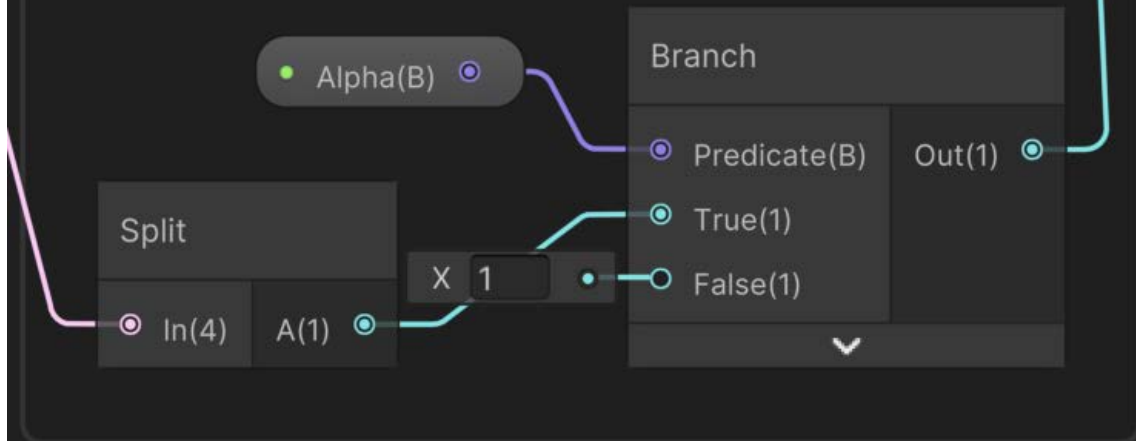 Alpha(B)
Branch
Predicate(B)
Out(1)
True(1)
False(1)
X 1
Split
In(4)
A(1)